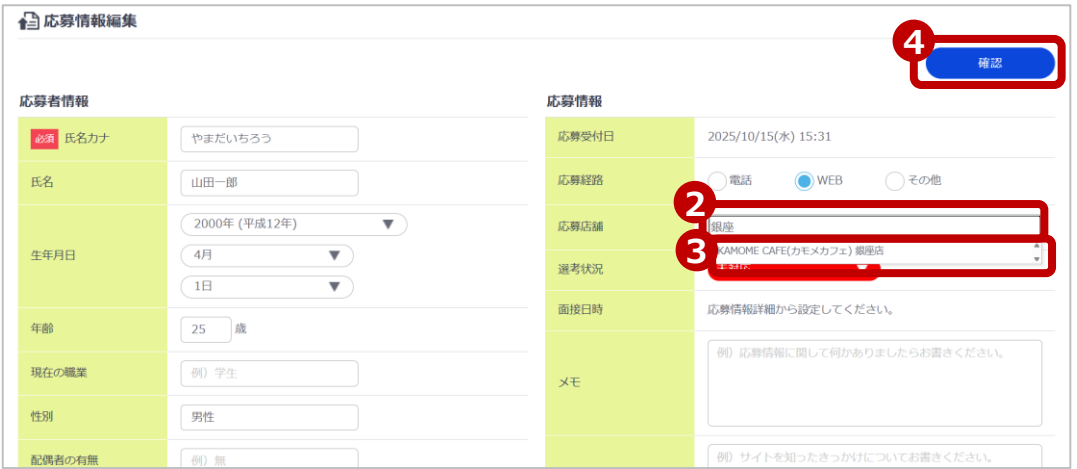 応募情報編集
4
確認
応募者情報
必須 氏名カナ
やまだいちろう
氏名
山田一郎
生年月日
2000年 (平成12年) ▼
4月 ▼
1日 ▼
年齢
25 歳
現在の職業
例）学生
性別
男性
配偶者の有無
例）無
応募情報
応募受付日
2025/10/15(水) 15:31
応募経路
電話 WEB その他
2
応募店舗
銀座
3
KAMOME CAFE(カモメカフェ) 銀座店
選考状況
未対応 ▼
面接日時
応募情報詳細から設定してください。
メモ
例）応募情報に関して何かありましたらお書きください。
例）サイトを知ったきっかけについてお書きください。